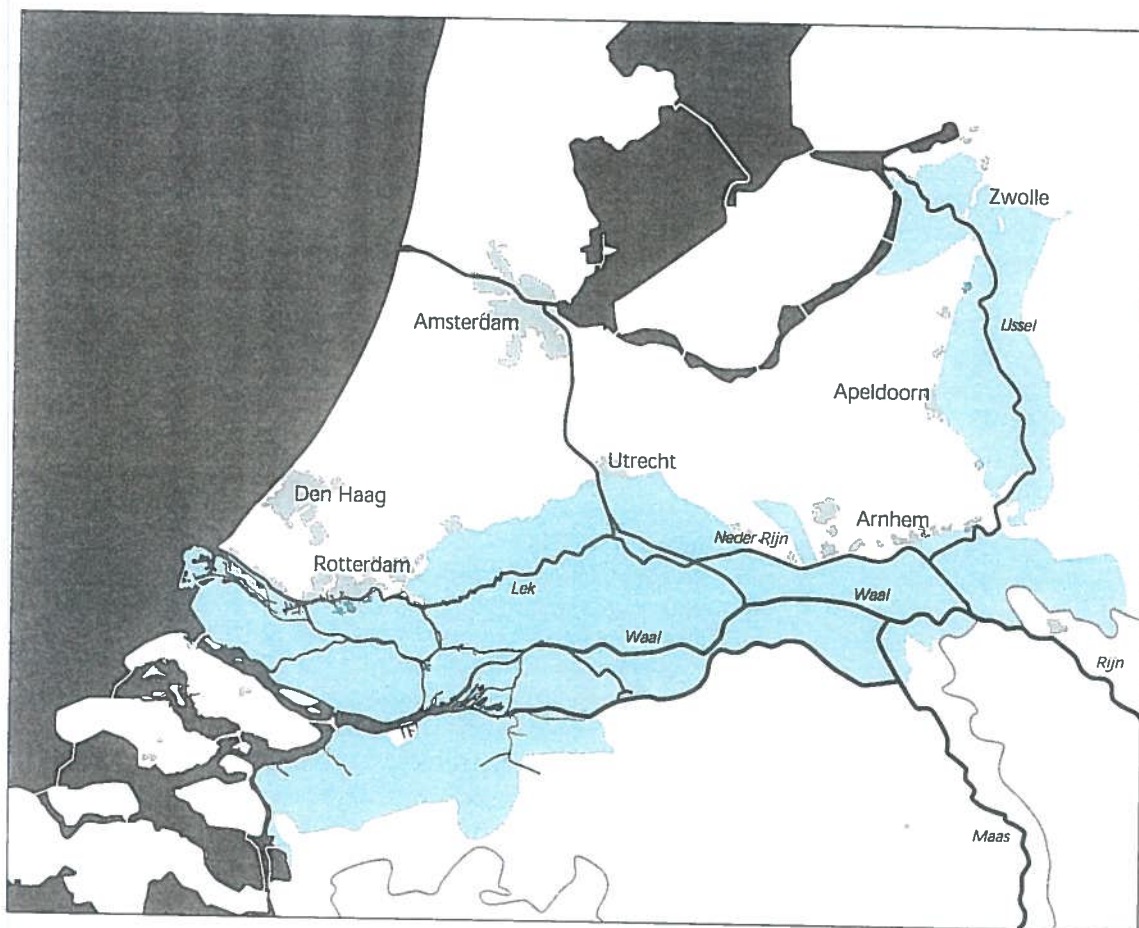 Zwolle
Amsterdam
IJssel
Apeldoorn
Utrecht
Den Haag
Arnhem
Neder-Rijn
Rotterdam
Lek
Waal
Waal
Rijn
Maas